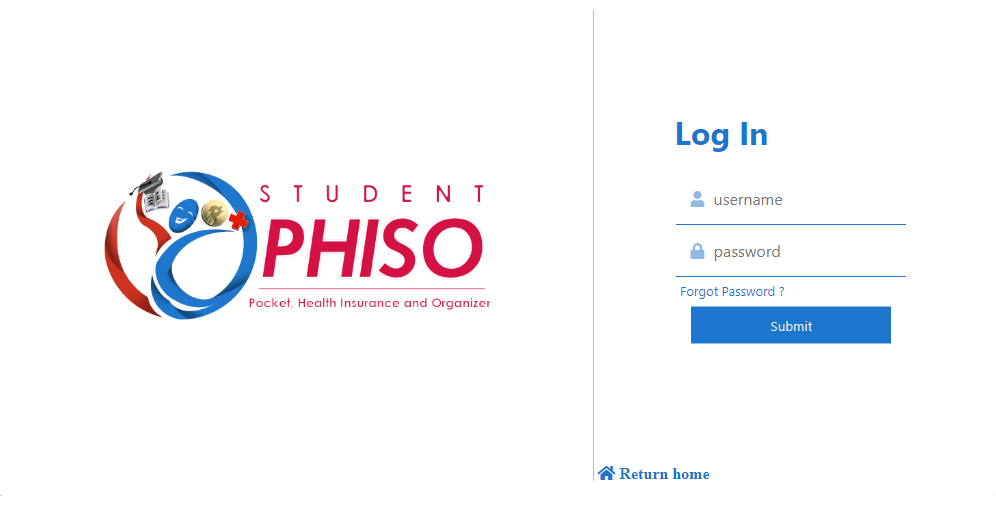 STUDENT
PHISO
Pocket, Health Insurance and Organizer
Log In
username
password
Forgot Password ?
Submit
Return home